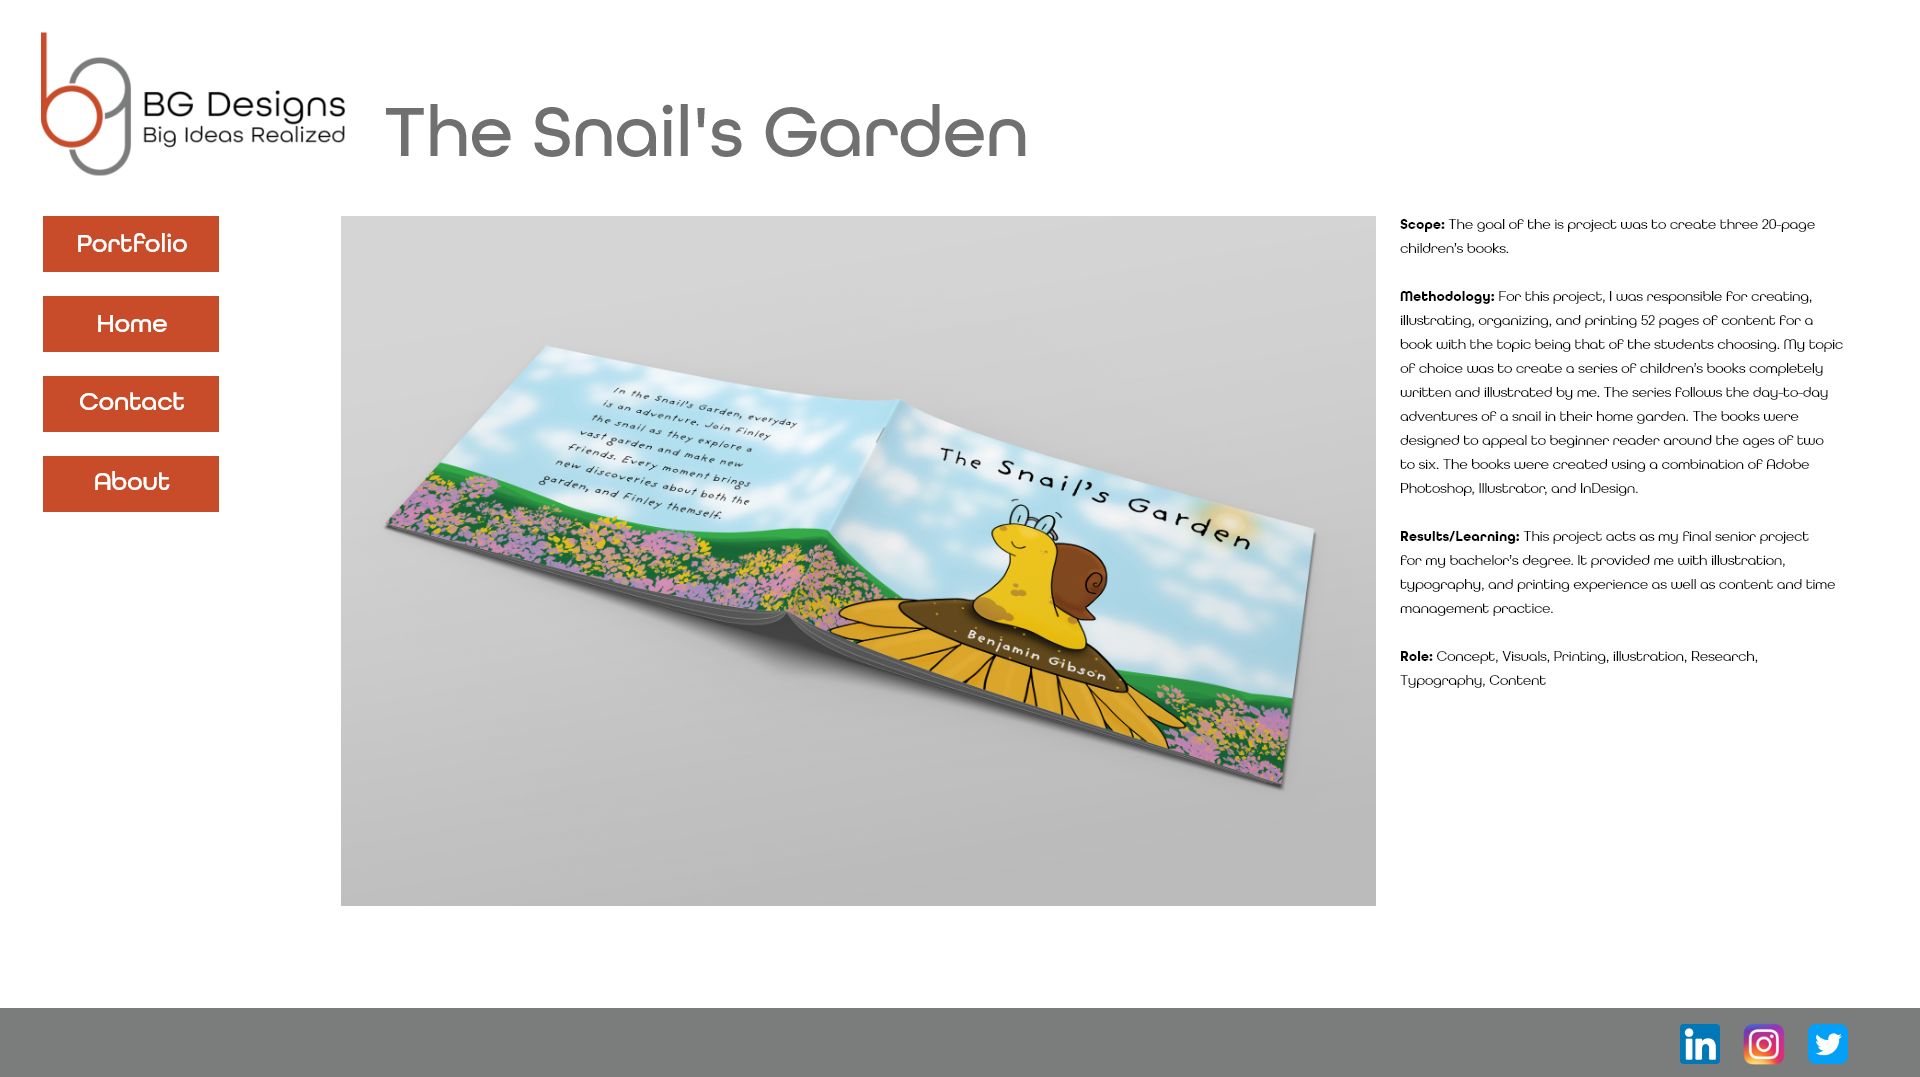 BG Designs
Big Ideas Realized
The Snail's Garden
Portfolio
Home
Contact
About
In the Snail's Garden, everyday
is an adventure. Join Finley
the snail as they explore a
vast garden and make new
friends. Every moment brings
new discoveries about both the
garden, and Finley themself.
The Snail's Garden
Benjamin Gibson
Scope: The goal of the is project was to create three 20-page
children's books.
Methodology: For this project, I was responsible for creating,
illustrating, organizing, and printing 52 pages of content for a
book with the topic being that of the students choosing. My topic
of choice was to create a series of children's books completely
written and illustrated by me. The series follows the day-to-day
adventures of a snail in their home garden. The books were
designed to appeal to beginner reader around the ages of two
to six. The books were created using a combination of Adobe
Photoshop, Illustrator, and InDesign.
Results/Learning: This project acts as my final senior project
for my bachelor's degree. It provided me with illustration,
typography, and printing experience as well as content and time
management practice.
Role: Concept, Visuals, Printing, illustration, Research,
Typography, Content
in